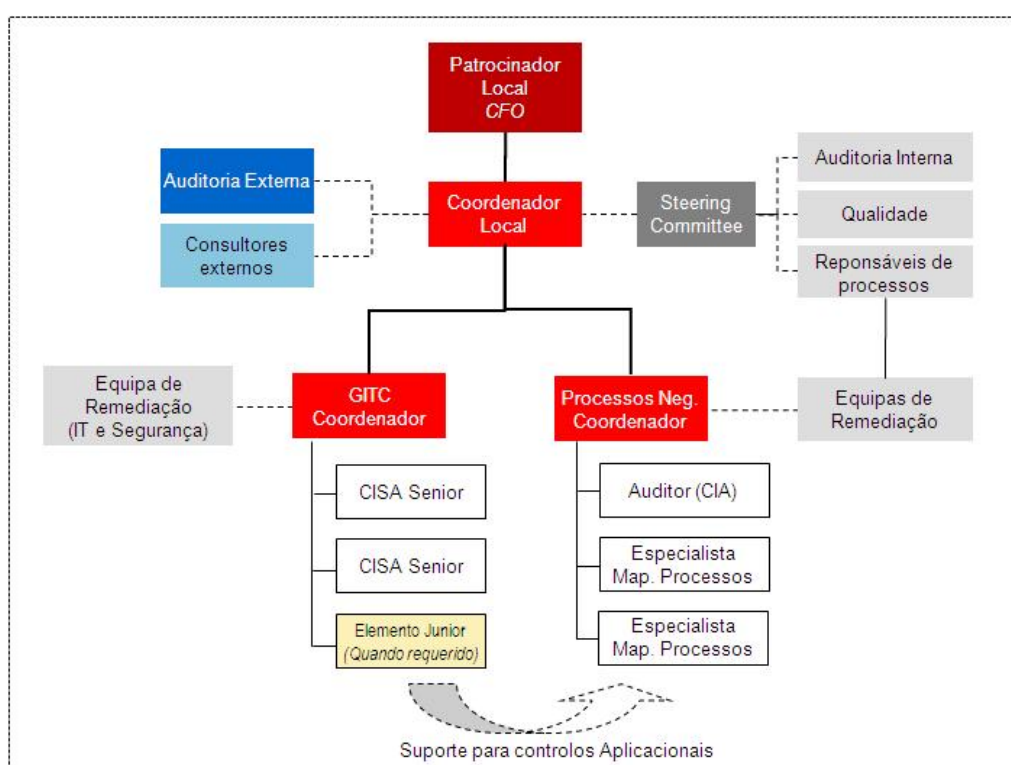 Patrocinador
Local
CFO
Auditoria Externa
Consultores
externos
Coordenador
Local
Steering
Committee
Auditoria Interna
Qualidade
Reponsáveis de
processos
Equipa de
Remediação
(IT e Segurança)
GITC
Coordenador
Processos Neg.
Coordenador
Equipas de
Remediação
CISA Senior
CISA Senior
Elemento Junior
(Quando requerido)
Auditor (CIA)
Especialista
Map. Processos
Especialista
Map. Processos
Suporte para controlos Aplicacionais